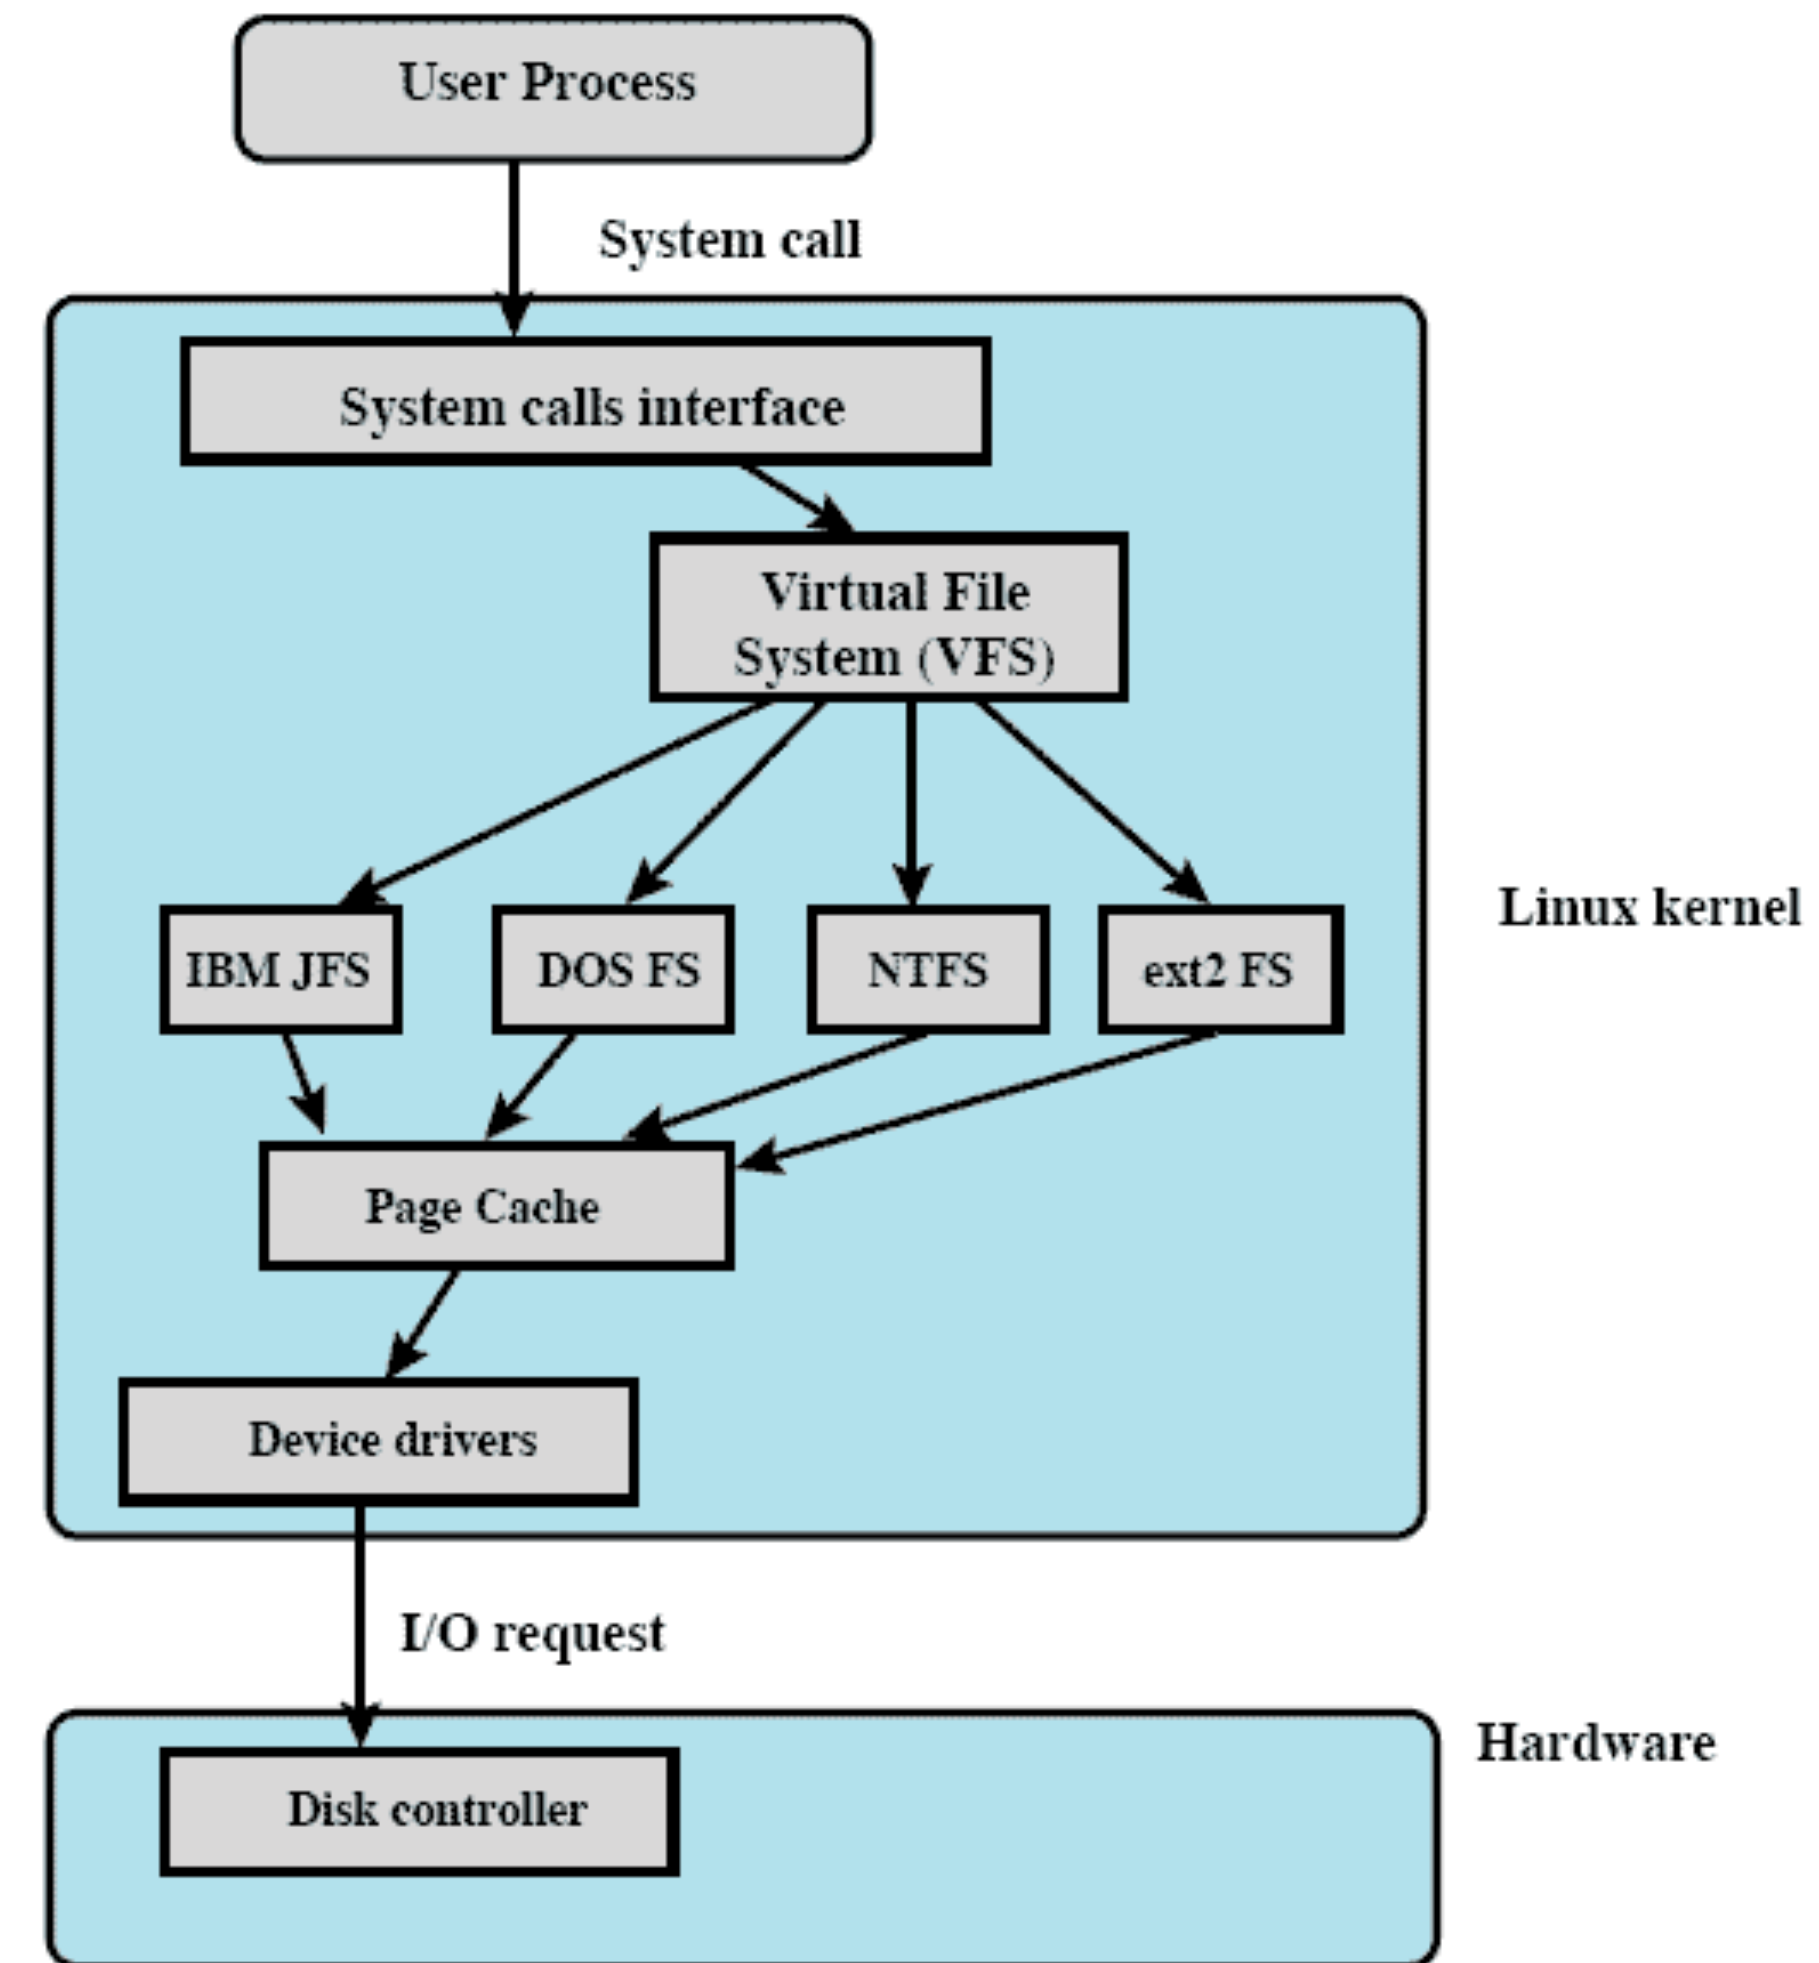 User Process
System call
System calls interface
Virtual File
System (VFS)
Linux kernel
IBM JFS
DOS FS
NTFS
ext2 FS
Page Cache
Device drivers
I/O request
Hardware
Disk controller